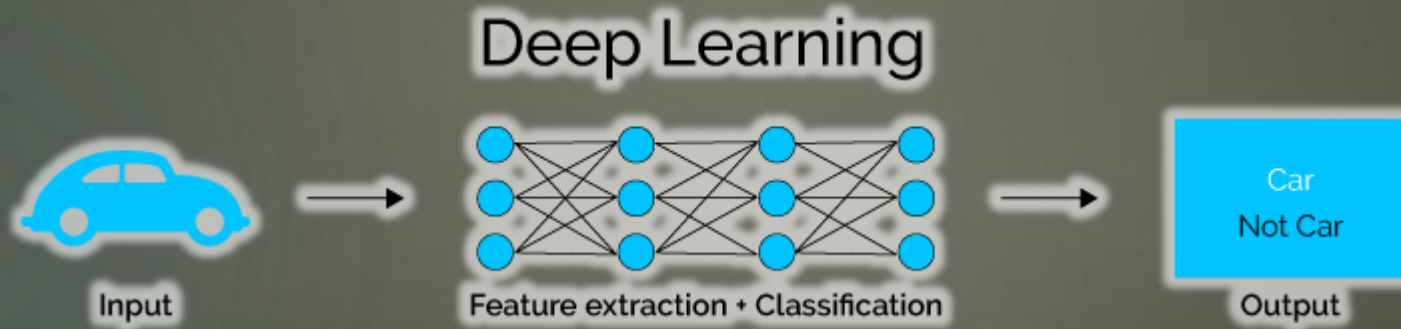 Deep Learning
Car
Not Car
Input
Feature extraction + Classification
Output